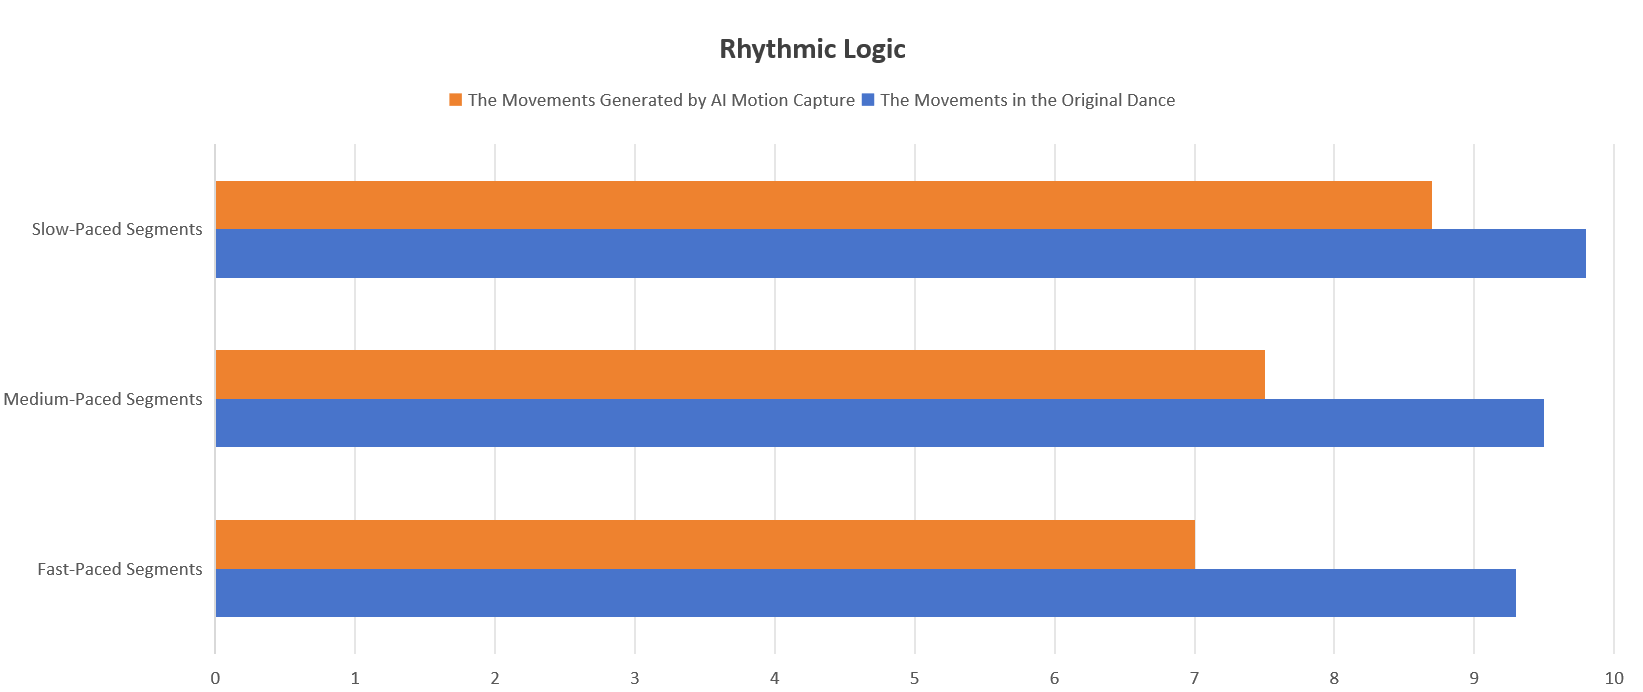 Rhythmic Logic
The Movements Generated by AI Motion Capture The Movements in the Original Dance
Slow-Paced Segments
Medium-Paced Segments
Fast-Paced Segments
0 1 2 3 4 5 6 7 8 9 10